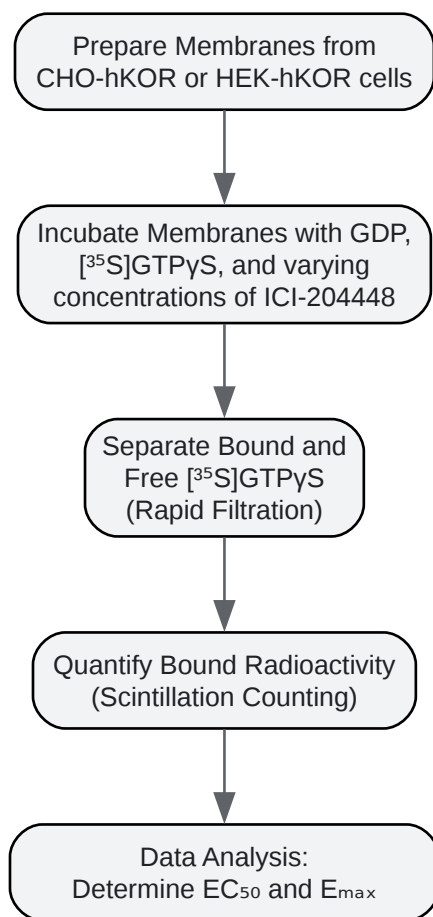 Prepare Membranes from
CHO-hKOR or HEK-hKOR cells
Incubate Membranes with GDP,
[³⁵S]GTPγS, and varying
concentrations of ICI-204448
Separate Bound and
Free [³⁵S]GTPγS
(Rapid Filtration)
Quantify Bound Radioactivity
(Scintillation Counting)
Data Analysis:
Determine EC₅₀ and Eₘₐₓ